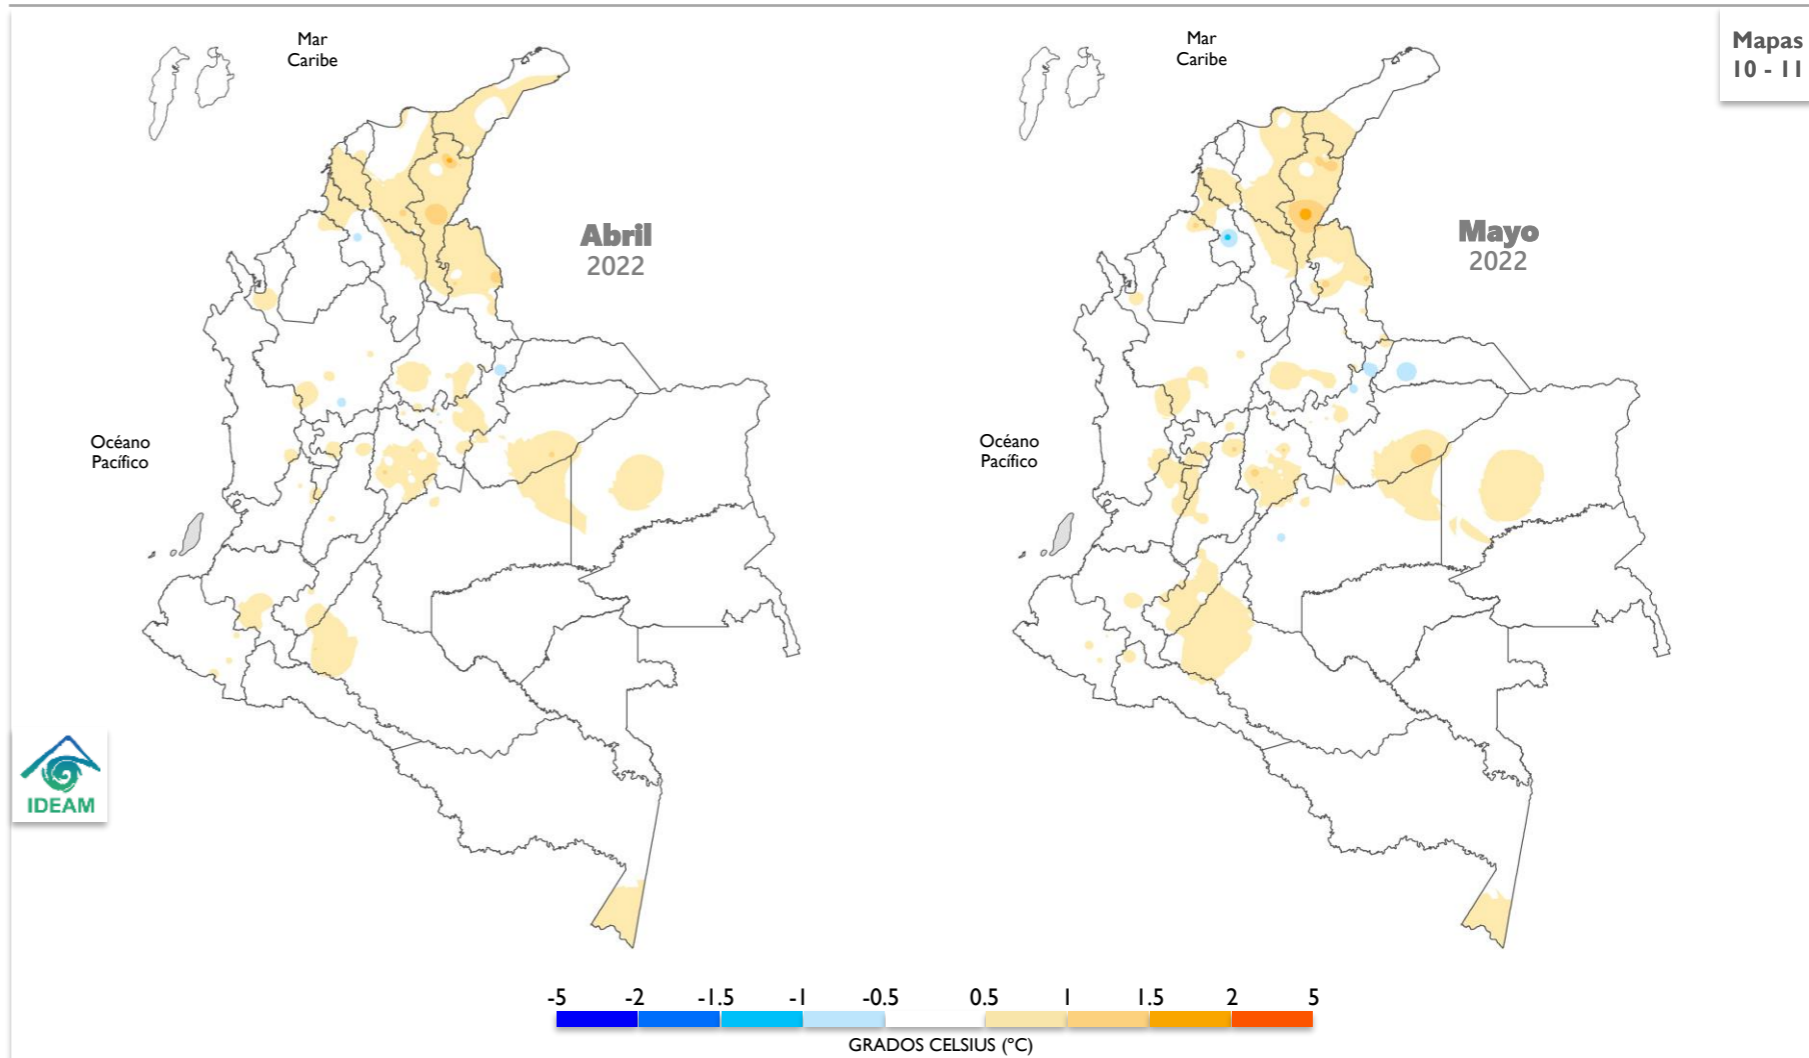 Mapas
10 - 11
Mar
Caribe
Mar
Caribe
Abril
2022
Mayo
2022
Océano
Pacífico
Océano
Pacífico
IDEAM
-5 -2 -1.5 -1 -0.5 0.5 1 1.5 2 5
GRADOS CELSIUS (°C)